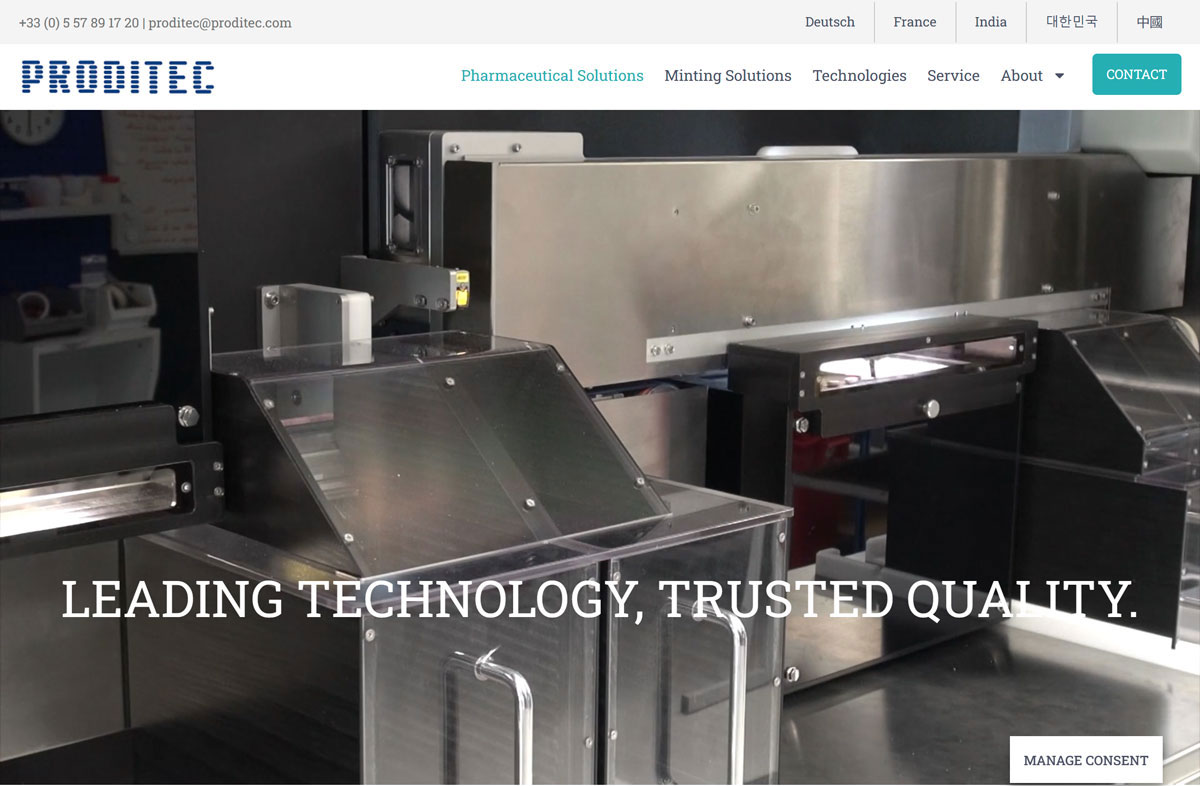 +33 (0) 5 57 89 17 20 | proditec@proditec.com
Deutsch France India 대한민국 中國
PRODITEC
Pharmaceutical Solutions Minting Solutions Technologies Service About CONTACT
LEADING TECHNOLOGY, TRUSTED QUALITY.
MANAGE CONSENT